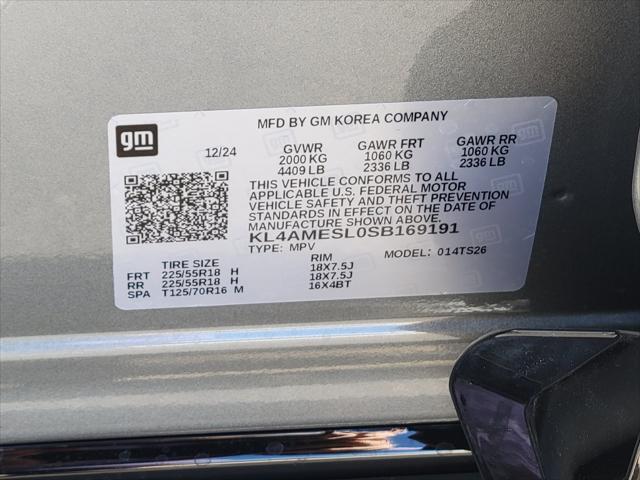 MFD BY GM KOREA COMPANY
gm
12/24 GVWR GAWR FRT GAWR RR
2000 KG 1060 KG 1060 KG
4409 LB 2336 LB 2336 LB
THIS VEHICLE CONFORMS TO ALL
APPLICABLE U.S. FEDERAL MOTOR
VEHICLE SAFETY AND THEFT PREVENTION
STANDARDS IN EFFECT ON THE DATE OF
MANUFACTURE SHOWN ABOVE.
KL4AMESL0SB169191
TYPE: MPV MODEL: 014TS26
TIRE SIZE RIM
FRT 225/55R18 H 18X7.5J
RR 225/55R18 H 18X7.5J
SPA T125/70R16 M 16X4BT